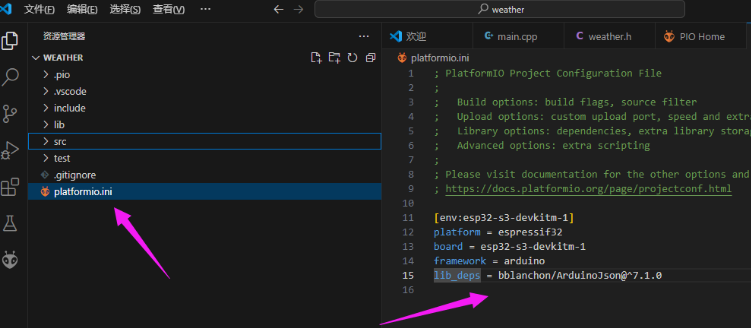 文件(F) 编辑(E) 选择(S) 查看(V) ··· weather
资源管理器 ···
WEATHER
.pio
.vscode
include
lib
src
test
.gitignore
platformio.ini
欢迎 main.cpp weather.h PIO Home
platformio.ini
1 ; PlatformIO Project Configuration File
2 ;
3 ; Build options: build flags, source filter
4 ; Upload options: custom upload port, speed and extra
5 ; Library options: dependencies, extra library storag
6 ; Advanced options: extra scripting
7 ;
8 ; Please visit documentation for the other options and
9 ; https://docs.platformio.org/page/projectconf.html
10
11 [env:esp32-s3-devkitm-1]
12 platform = espressif32
13 board = esp32-s3-devkitm-1
14 framework = arduino
15 lib_deps = bblanchon/ArduinoJson@^7.1.0
16